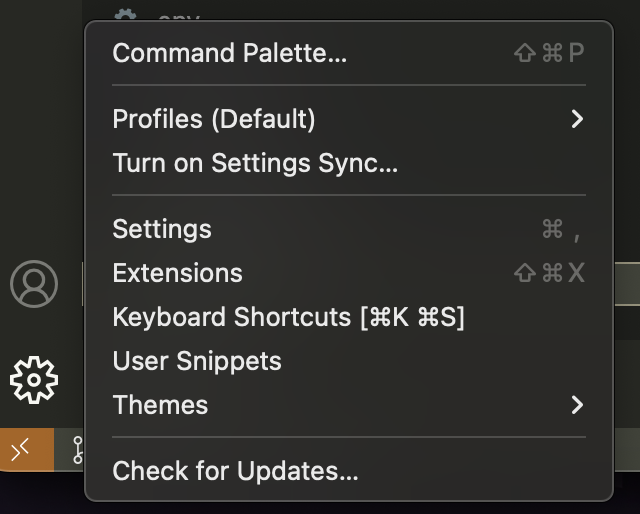 Command Palette... ⇧⌘P
Profiles (Default)
Turn on Settings Sync...
Settings ⌘ ,
Extensions ⇧⌘X
Keyboard Shortcuts [⌘K ⌘S]
User Snippets
Themes
Check for Updates...